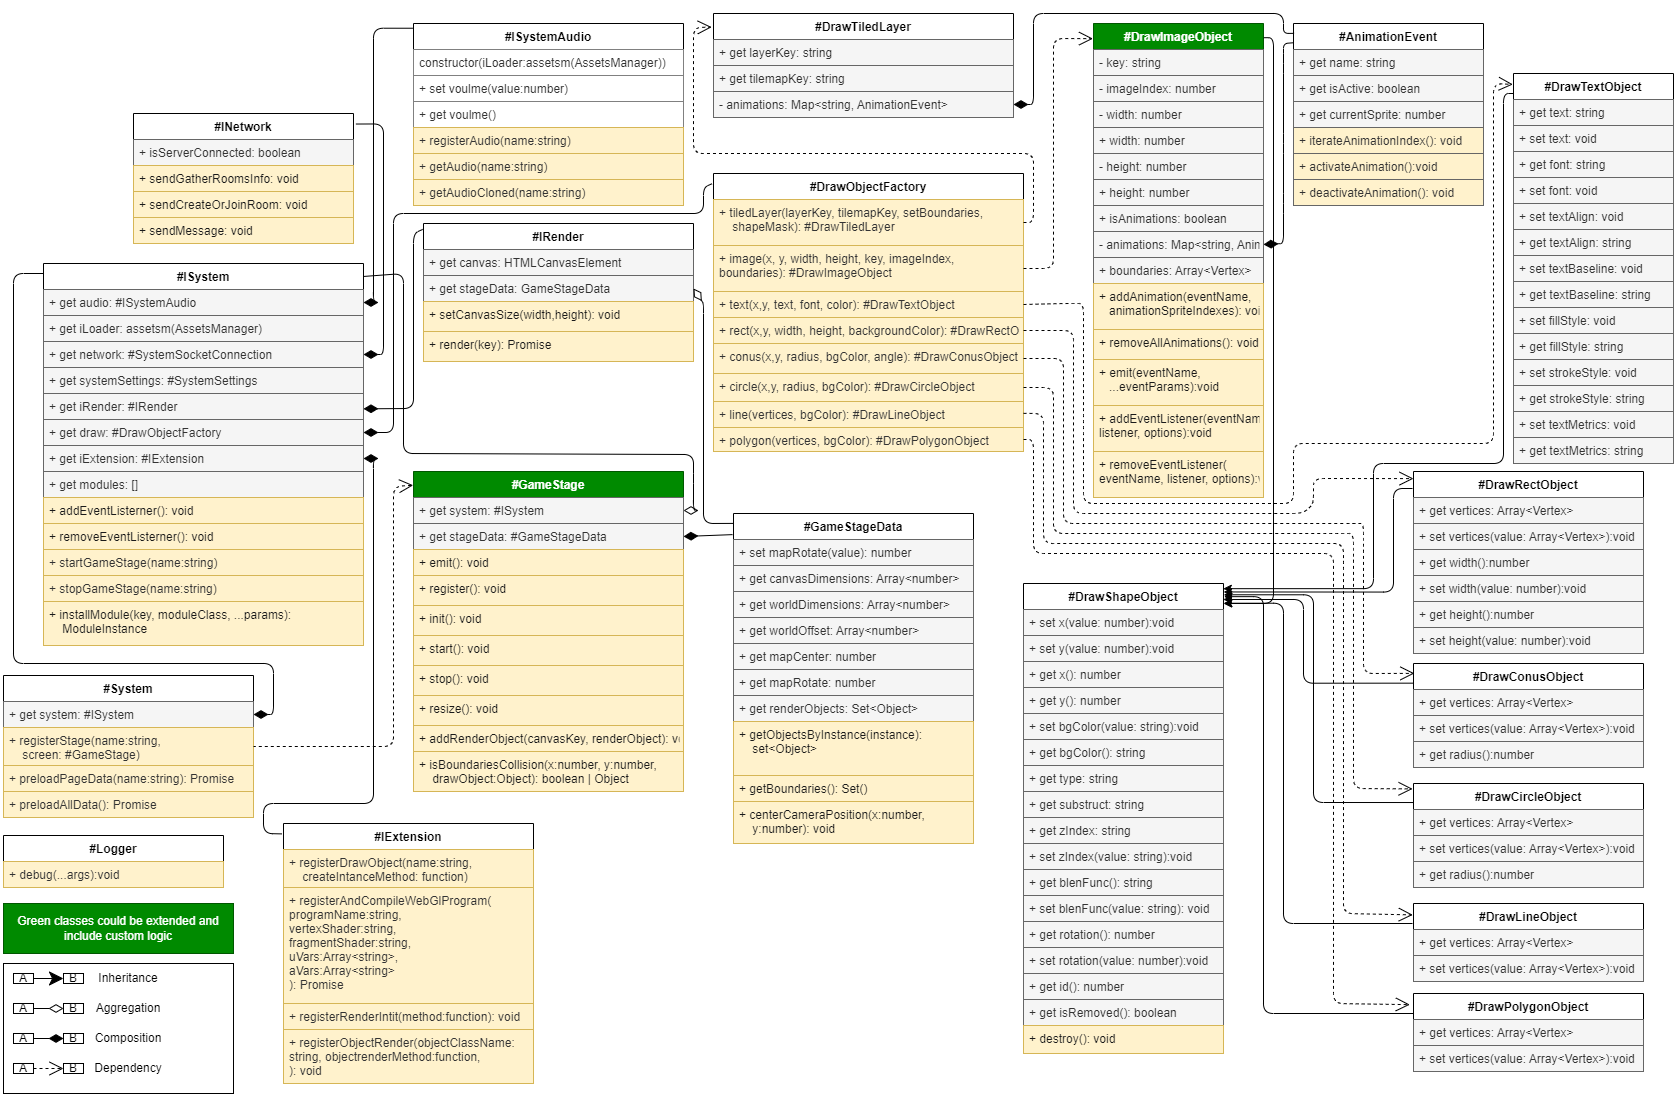 #ISystemAudio
constructor(iLoader:assetsm(AssetsManager))
+ set voulme(value:number)
+ get voulme()
+ registerAudio(name:string)
+ getAudio(name:string)
+ getAudioCloned(name:string)
#DrawTiledLayer
+ get layerKey: string
+ get tilemapKey: string
- animations: Map<string, AnimationEvent>
#DrawImageObject
- key: string
- imageIndex: number
- width: number
+ width: number
- height: number
+ height: number
+ isAnimations: boolean
- animations: Map<string, Anim
+ boundaries: Array<Vertex>
+ addAnimation(eventName,
animationSpriteIndexes): voi
+ removeAllAnimations(): void
+ emit(eventName,
...eventParams):void
+ addEventListener(eventNam
listener, options):void
+ removeEventListener(
eventName, listener, options):
#AnimationEvent
+ get name: string
+ get isActive: boolean
+ get currentSprite: number
+ iterateAnimationIndex(): void
+ activateAnimation():void
+ deactivateAnimation(): void
#DrawTextObject
+ get text: string
+ set text: void
+ get font: string
+ set font: void
+ set textAlign: void
+ get textAlign: string
+ set textBaseline: void
+ get textBaseline: string
+ set fillStyle: void
+ get fillStyle: string
+ set strokeStyle: void
+ get strokeStyle: string
+ set textMetrics: void
+ get textMetrics: string
#INetwork
+ isServerConnected: boolean
+ sendGatherRoomsInfo: void
+ sendCreateOrJoinRoom: void
+ sendMessage: void
#DrawObjectFactory
+ tiledLayer(layerKey, tilemapKey, setBoundaries,
shapeMask): #DrawTiledLayer
+ image(x, y, width, height, key, imageIndex,
boundaries): #DrawImageObject
+ text(x,y, text, font, color): #DrawTextObject
+ rect(x,y, width, height, backgroundColor): #DrawRectO
+ conus(x,y, radius, bgColor, angle): #DrawConusObject
+ circle(x,y, radius, bgColor): #DrawCircleObject
+ line(vertices, bgColor): #DrawLineObject
+ polygon(vertices, bgColor): #DrawPolygonObject
#IRender
+ get canvas: HTMLCanvasElement
+ get stageData: GameStageData
+ setCanvasSize(width,height): void
+ render(key): Promise
#ISystem
+ get audio: #ISystemAudio
+ get iLoader: assetsm(AssetsManager)
+ get network: #SystemSocketConnection
+ get systemSettings: #SystemSettings
+ get iRender: #IRender
+ get draw: #DrawObjectFactory
+ get iExtension: #IExtension
+ get modules: []
+ addEventListerner(): void
+ removeEventListerner(): void
+ startGameStage(name:string)
+ stopGameStage(name:string)
+ installModule(key, moduleClass, ...params):
ModuleInstance
#GameStage
+ get system: #ISystem
+ get stageData: #GameStageData
+ emit(): void
+ register(): void
+ init(): void
+ start(): void
+ stop(): void
+ resize(): void
+ addRenderObject(canvasKey, renderObject): v
+ isBoundariesCollision(x:number, y:number,
drawObject:Object): boolean | Object
#GameStageData
+ set mapRotate(value): number
+ get canvasDimensions: Array<number>
+ get worldDimensions: Array<number>
+ get worldOffset: Array<number>
+ get mapCenter: number
+ get mapRotate: number
+ get renderObjects: Set<Object>
+ getObjectsByInstance(instance):
set<Object>
+ getBoundaries(): Set()
+ centerCameraPosition(x:number,
y:number): void
#DrawShapeObject
+ set x(value: number):void
+ set y(value: number):void
+ get x(): number
+ get y(): number
+ set bgColor(value: string):void
+ get bgColor(): string
+ get type: string
+ get substruct: string
+ get zIndex: string
+ set zIndex(value: string):void
+ get blenFunc(): string
+ set blenFunc(value: string): void
+ get rotation(): number
+ set rotation(value: number):void
+ get id(): number
+ get isRemoved(): boolean
+ destroy(): void
#DrawRectObject
+ get vertices: Array<Vertex>
+ set vertices(value: Array<Vertex>):void
+ get width():number
+ set width(value: number):void
+ get height():number
+ set height(value: number):void
#DrawConusObject
+ get vertices: Array<Vertex>
+ set vertices(value: Array<Vertex>):void
+ get radius():number
#DrawCircleObject
+ get vertices: Array<Vertex>
+ set vertices(value: Array<Vertex>):void
+ get radius():number
#DrawLineObject
+ get vertices: Array<Vertex>
+ set vertices(value: Array<Vertex>):void
#DrawPolygonObject
+ get vertices: Array<Vertex>
+ set vertices(value: Array<Vertex>):void
#System
+ get system: #ISystem
+ registerStage(name:string,
screen: #GameStage)
+ preloadPageData(name:string): Promise
+ preloadAllData(): Promise
#IExtension
+ registerDrawObject(name:string,
createIntanceMethod: function)
+ registerAndCompileWebGlProgram(
programName:string,
vertexShader:string,
fragmentShader:string,
uVars:Array<string>,
aVars:Array<string>
): Promise
+ registerRenderIntit(method:function): void
+ registerObjectRender(objectClassName:
string, objectrenderMethod:function,
): void
#Logger
+ debug(...args):void
Green classes could be extended and
include custom logic
A B Inheritance
A B Aggregation
A B Composition
A B Dependency